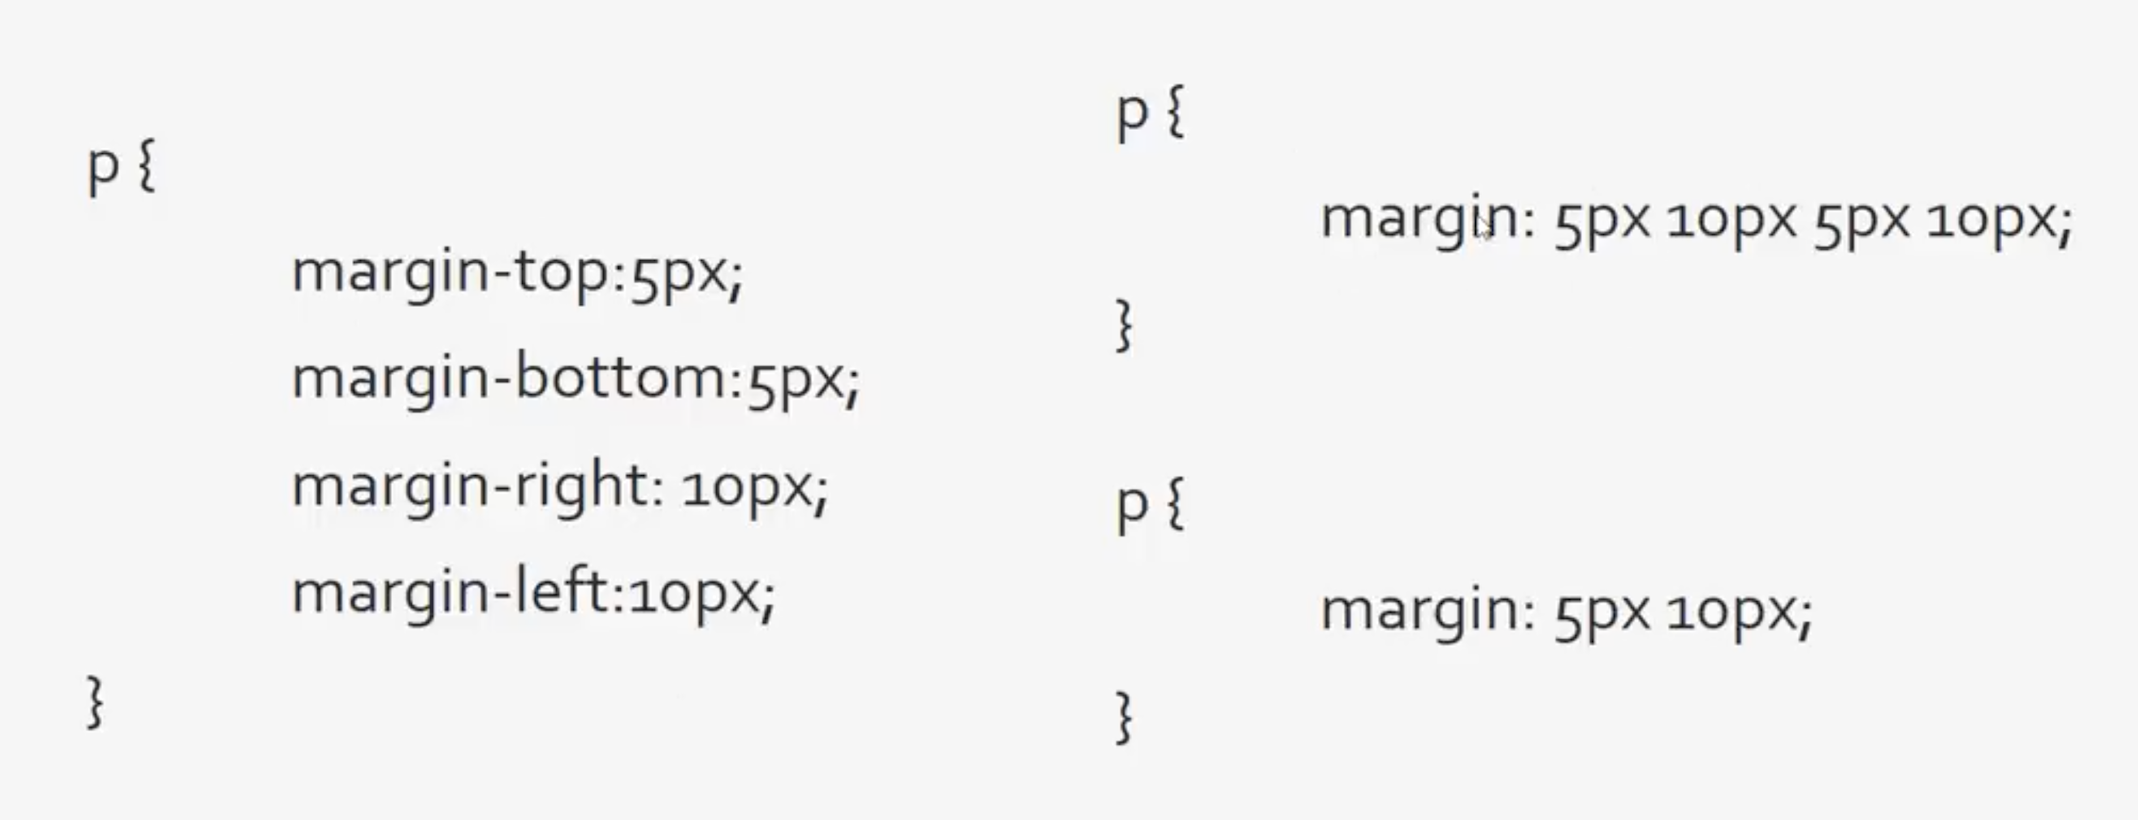 p {
margin-top:5px;
margin-bottom:5px;
margin-right: 10px;
margin-left:10px;
}
p {
margin: 5px 10px 5px 10px;
}
p {
margin: 5px 10px;
}